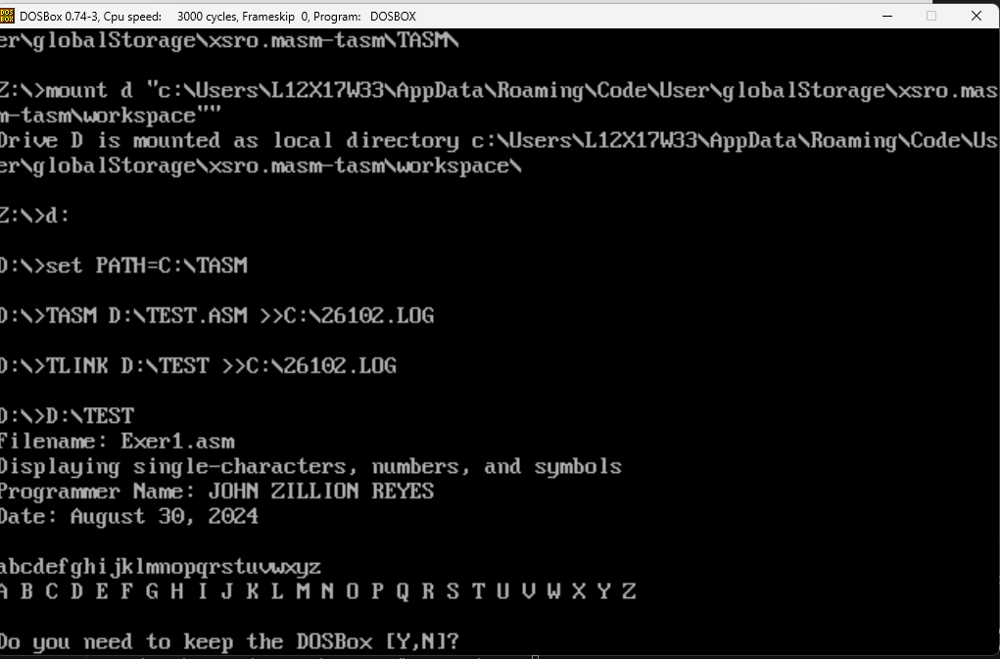 DOS BOX DOSBox 0.74-3, Cpu speed: 3000 cycles, Frameskip 0, Program: DOSBOX
er\globalStorage\xsro.masm-tasm\TASM\
Z:\>mount d "c:\Users\L12X17W33\AppData\Roaming\Code\User\globalStorage\xsro.mas
m-tasm\workspace""
Drive D is mounted as local directory c:\Users\L12X17W33\AppData\Roaming\Code\Us
er\globalStorage\xsro.masm-tasm\workspace\
Z:\>d:
D:\>set PATH=C:\TASM
D:\>TASM D:\TEST.ASM >>C:\26102.LOG
D:\>TLINK D:\TEST >>C:\26102.LOG
D:\>D:\TEST
Filename: Exer1.asm
Displaying single-characters, numbers, and symbols
Programmer Name: JOHN ZILLION REYES
Date: August 30, 2024
abcdefghijklmnopqrstuvwxyz
A B C D E F G H I J K L M N O P Q R S T U V W X Y Z
Do you need to keep the DOSBox [Y,N]?